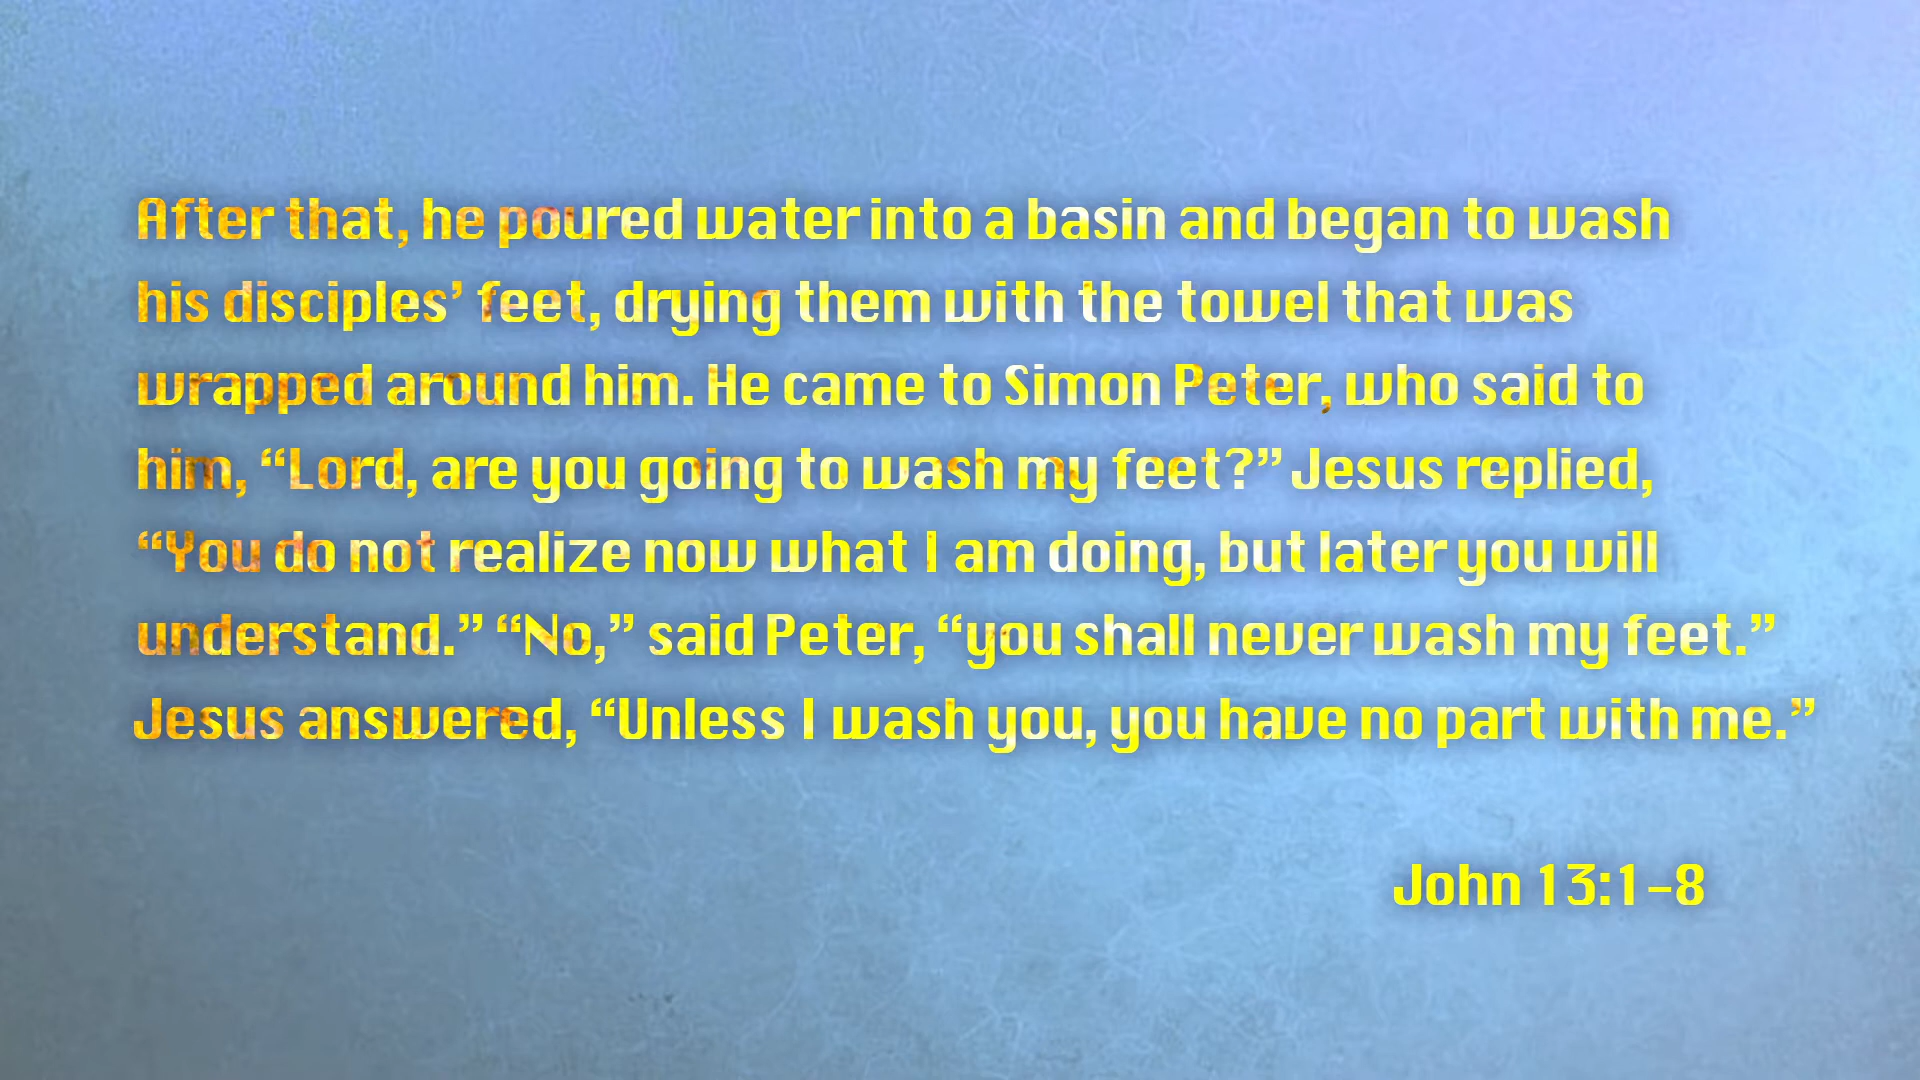 After that, he poured water into a basin and began to wash
his disciples’ feet, drying them with the towel that was
wrapped around him. He came to Simon Peter, who said to
him, “Lord, are you going to wash my feet?” Jesus replied,
“You do not realize now what I am doing, but later you will
understand.” “No,” said Peter, “you shall never wash my feet.”
Jesus answered, “Unless I wash you, you have no part with me.”
John 13:1-8